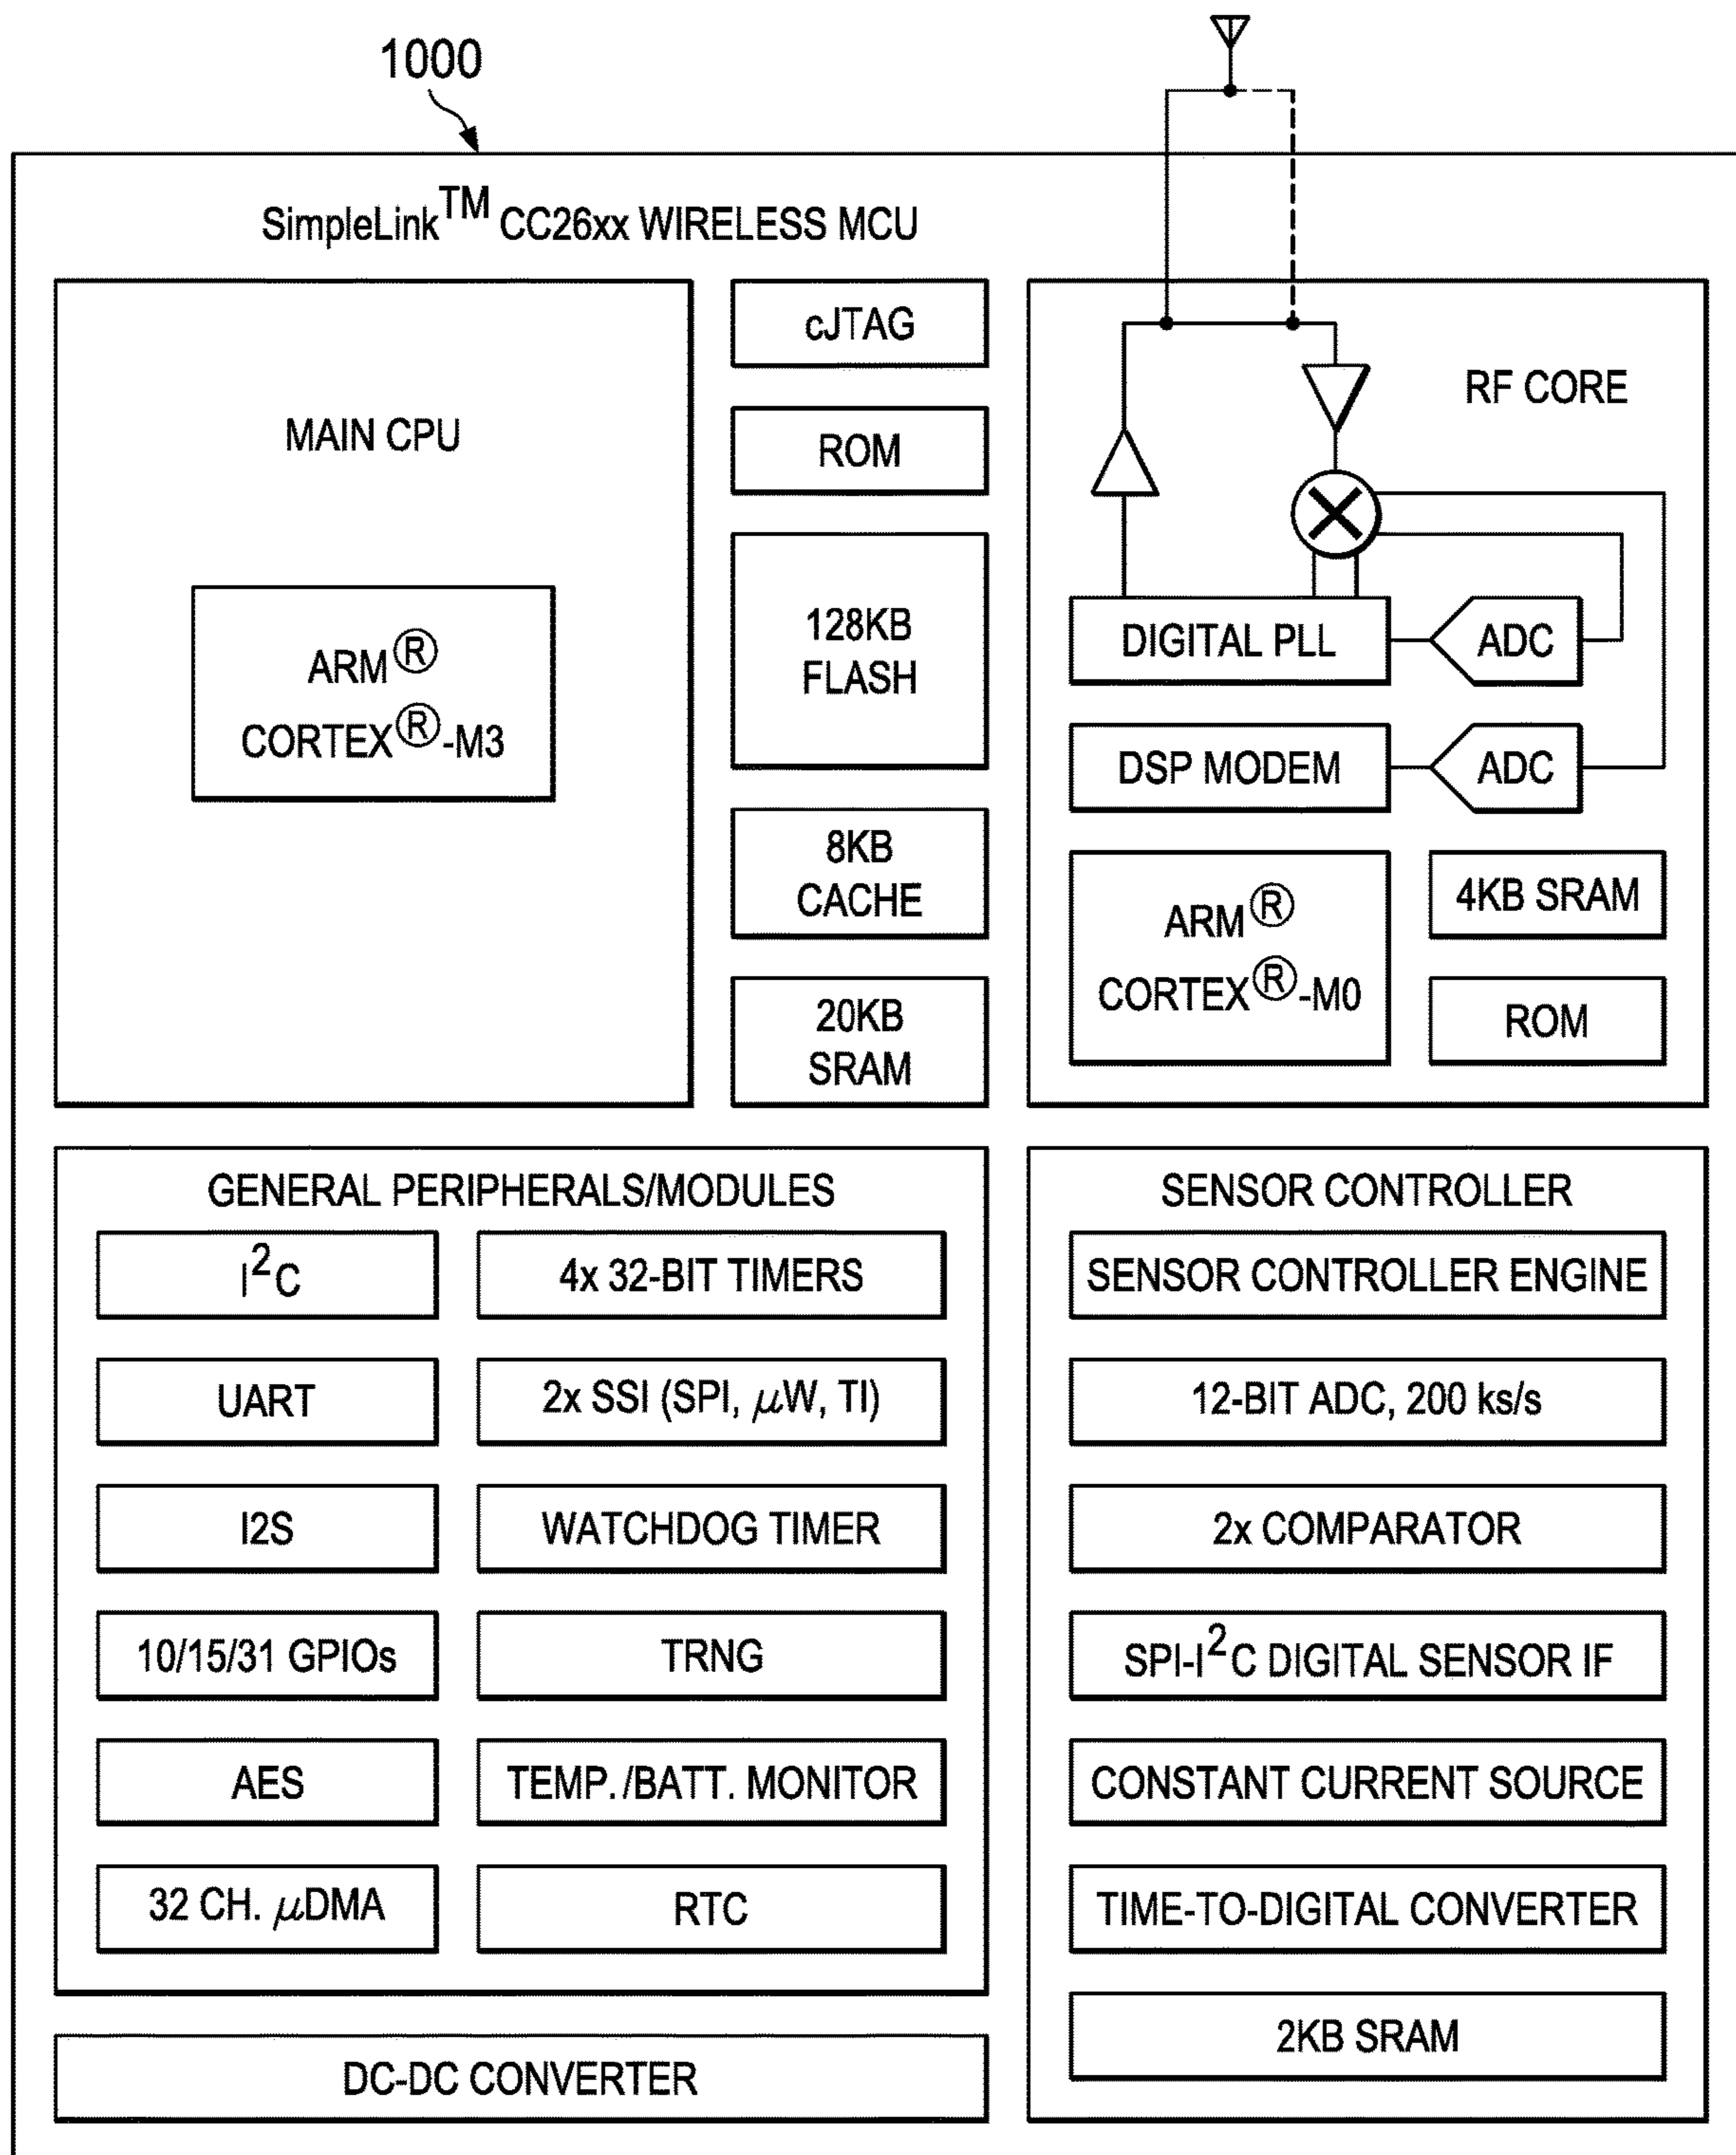 1000
SimpleLink™ CC26xx WIRELESS MCU
MAIN CPU
ARM®
CORTEX®-M3
cJTAG
ROM
128KB
FLASH
8KB
CACHE
20KB
SRAM
RF CORE
DIGITAL PLL
ADC
DSP MODEM
ADC
ARM®
CORTEX®-M0
4KB SRAM
ROM
GENERAL PERIPHERALS/MODULES
I²C
4x 32-BIT TIMERS
UART
2x SSI (SPI, μW, TI)
I2S
WATCHDOG TIMER
10/15/31 GPIOs
TRNG
AES
TEMP./BATT. MONITOR
32 CH. μDMA
RTC
SENSOR CONTROLLER
SENSOR CONTROLLER ENGINE
12-BIT ADC, 200 ks/s
2x COMPARATOR
SPI-I²C DIGITAL SENSOR IF
CONSTANT CURRENT SOURCE
TIME-TO-DIGITAL CONVERTER
2KB SRAM
DC-DC CONVERTER